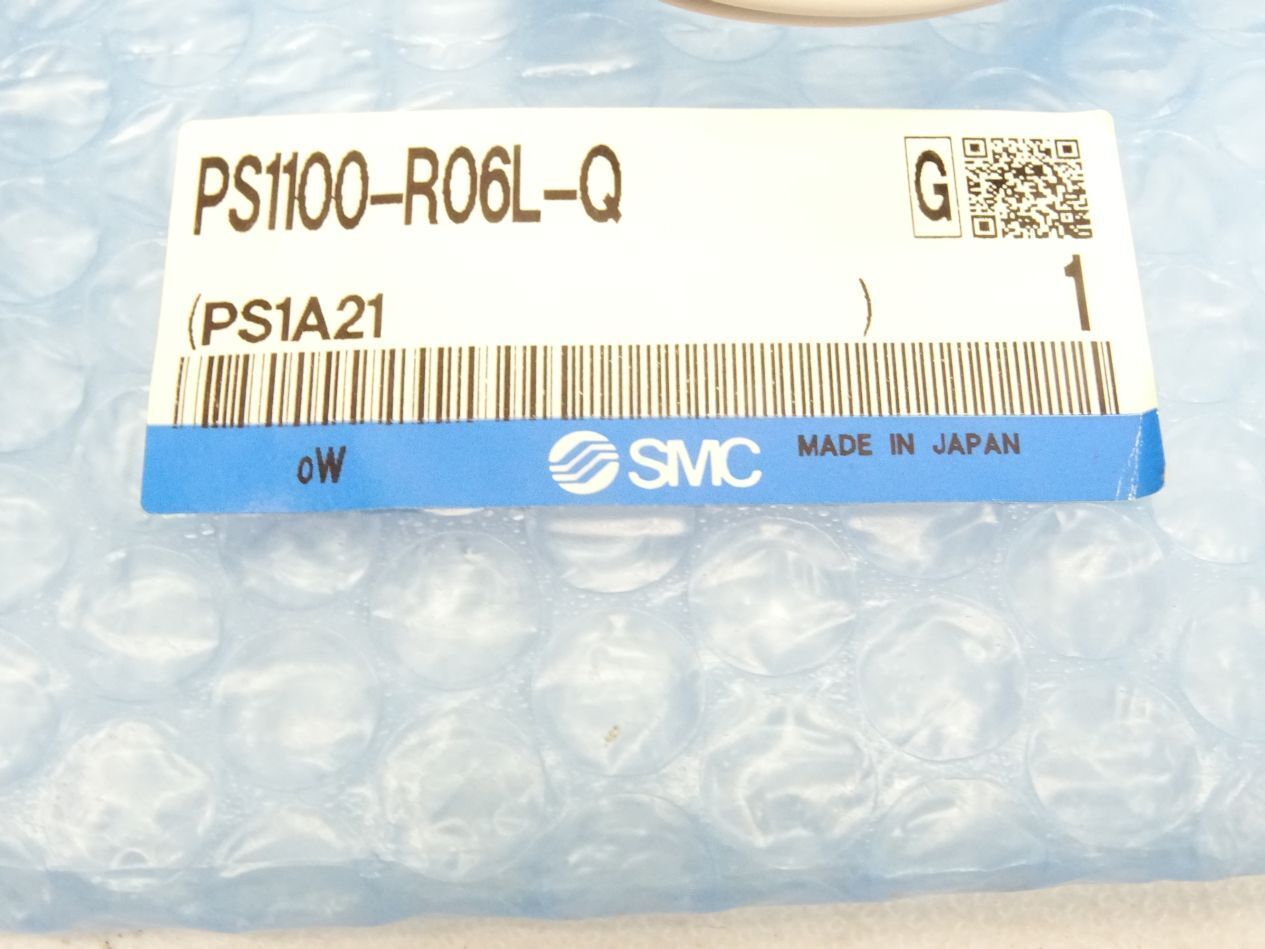 PS1100-R06L-Q
G
(PS1A21 )
1
oW
SMC
MADE IN JAPAN